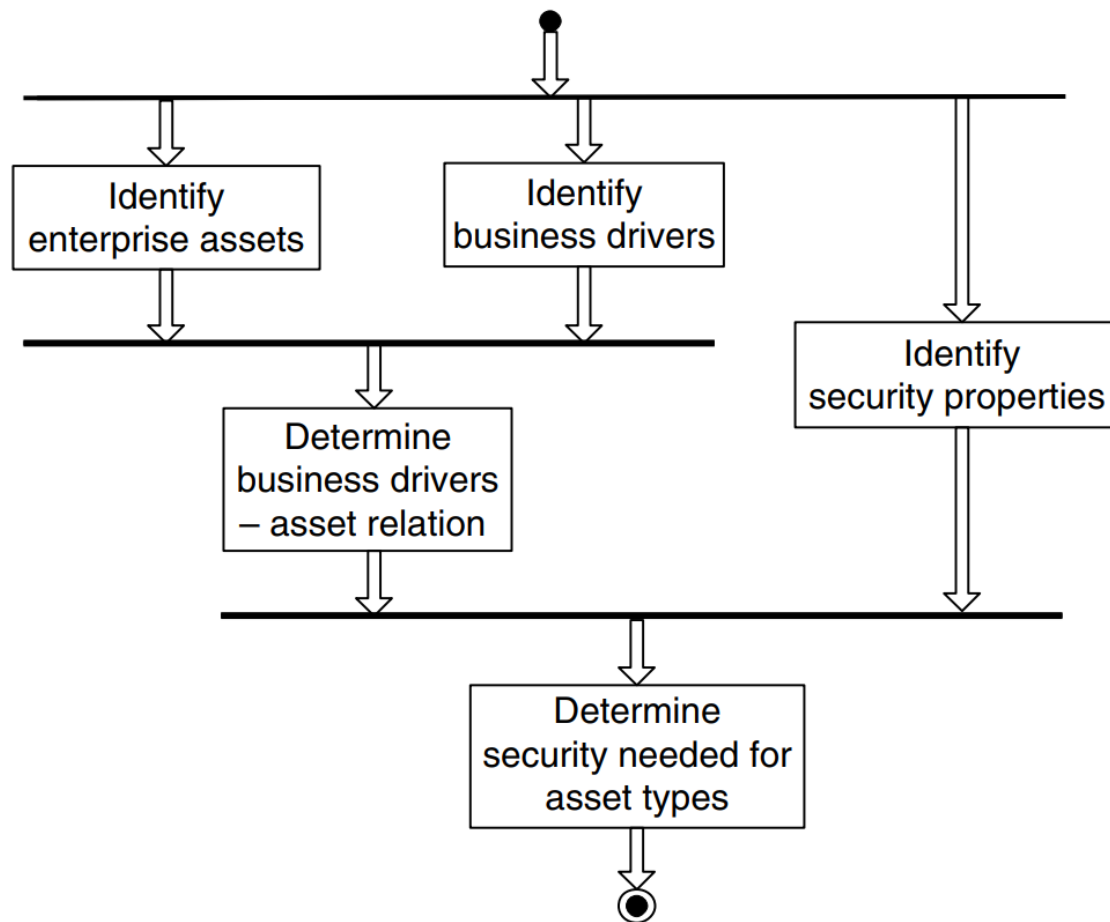 Identify
enterprise assets
Identify
business drivers
Identify
security properties
Determine
business drivers
– asset relation
Determine
security needed for
asset types